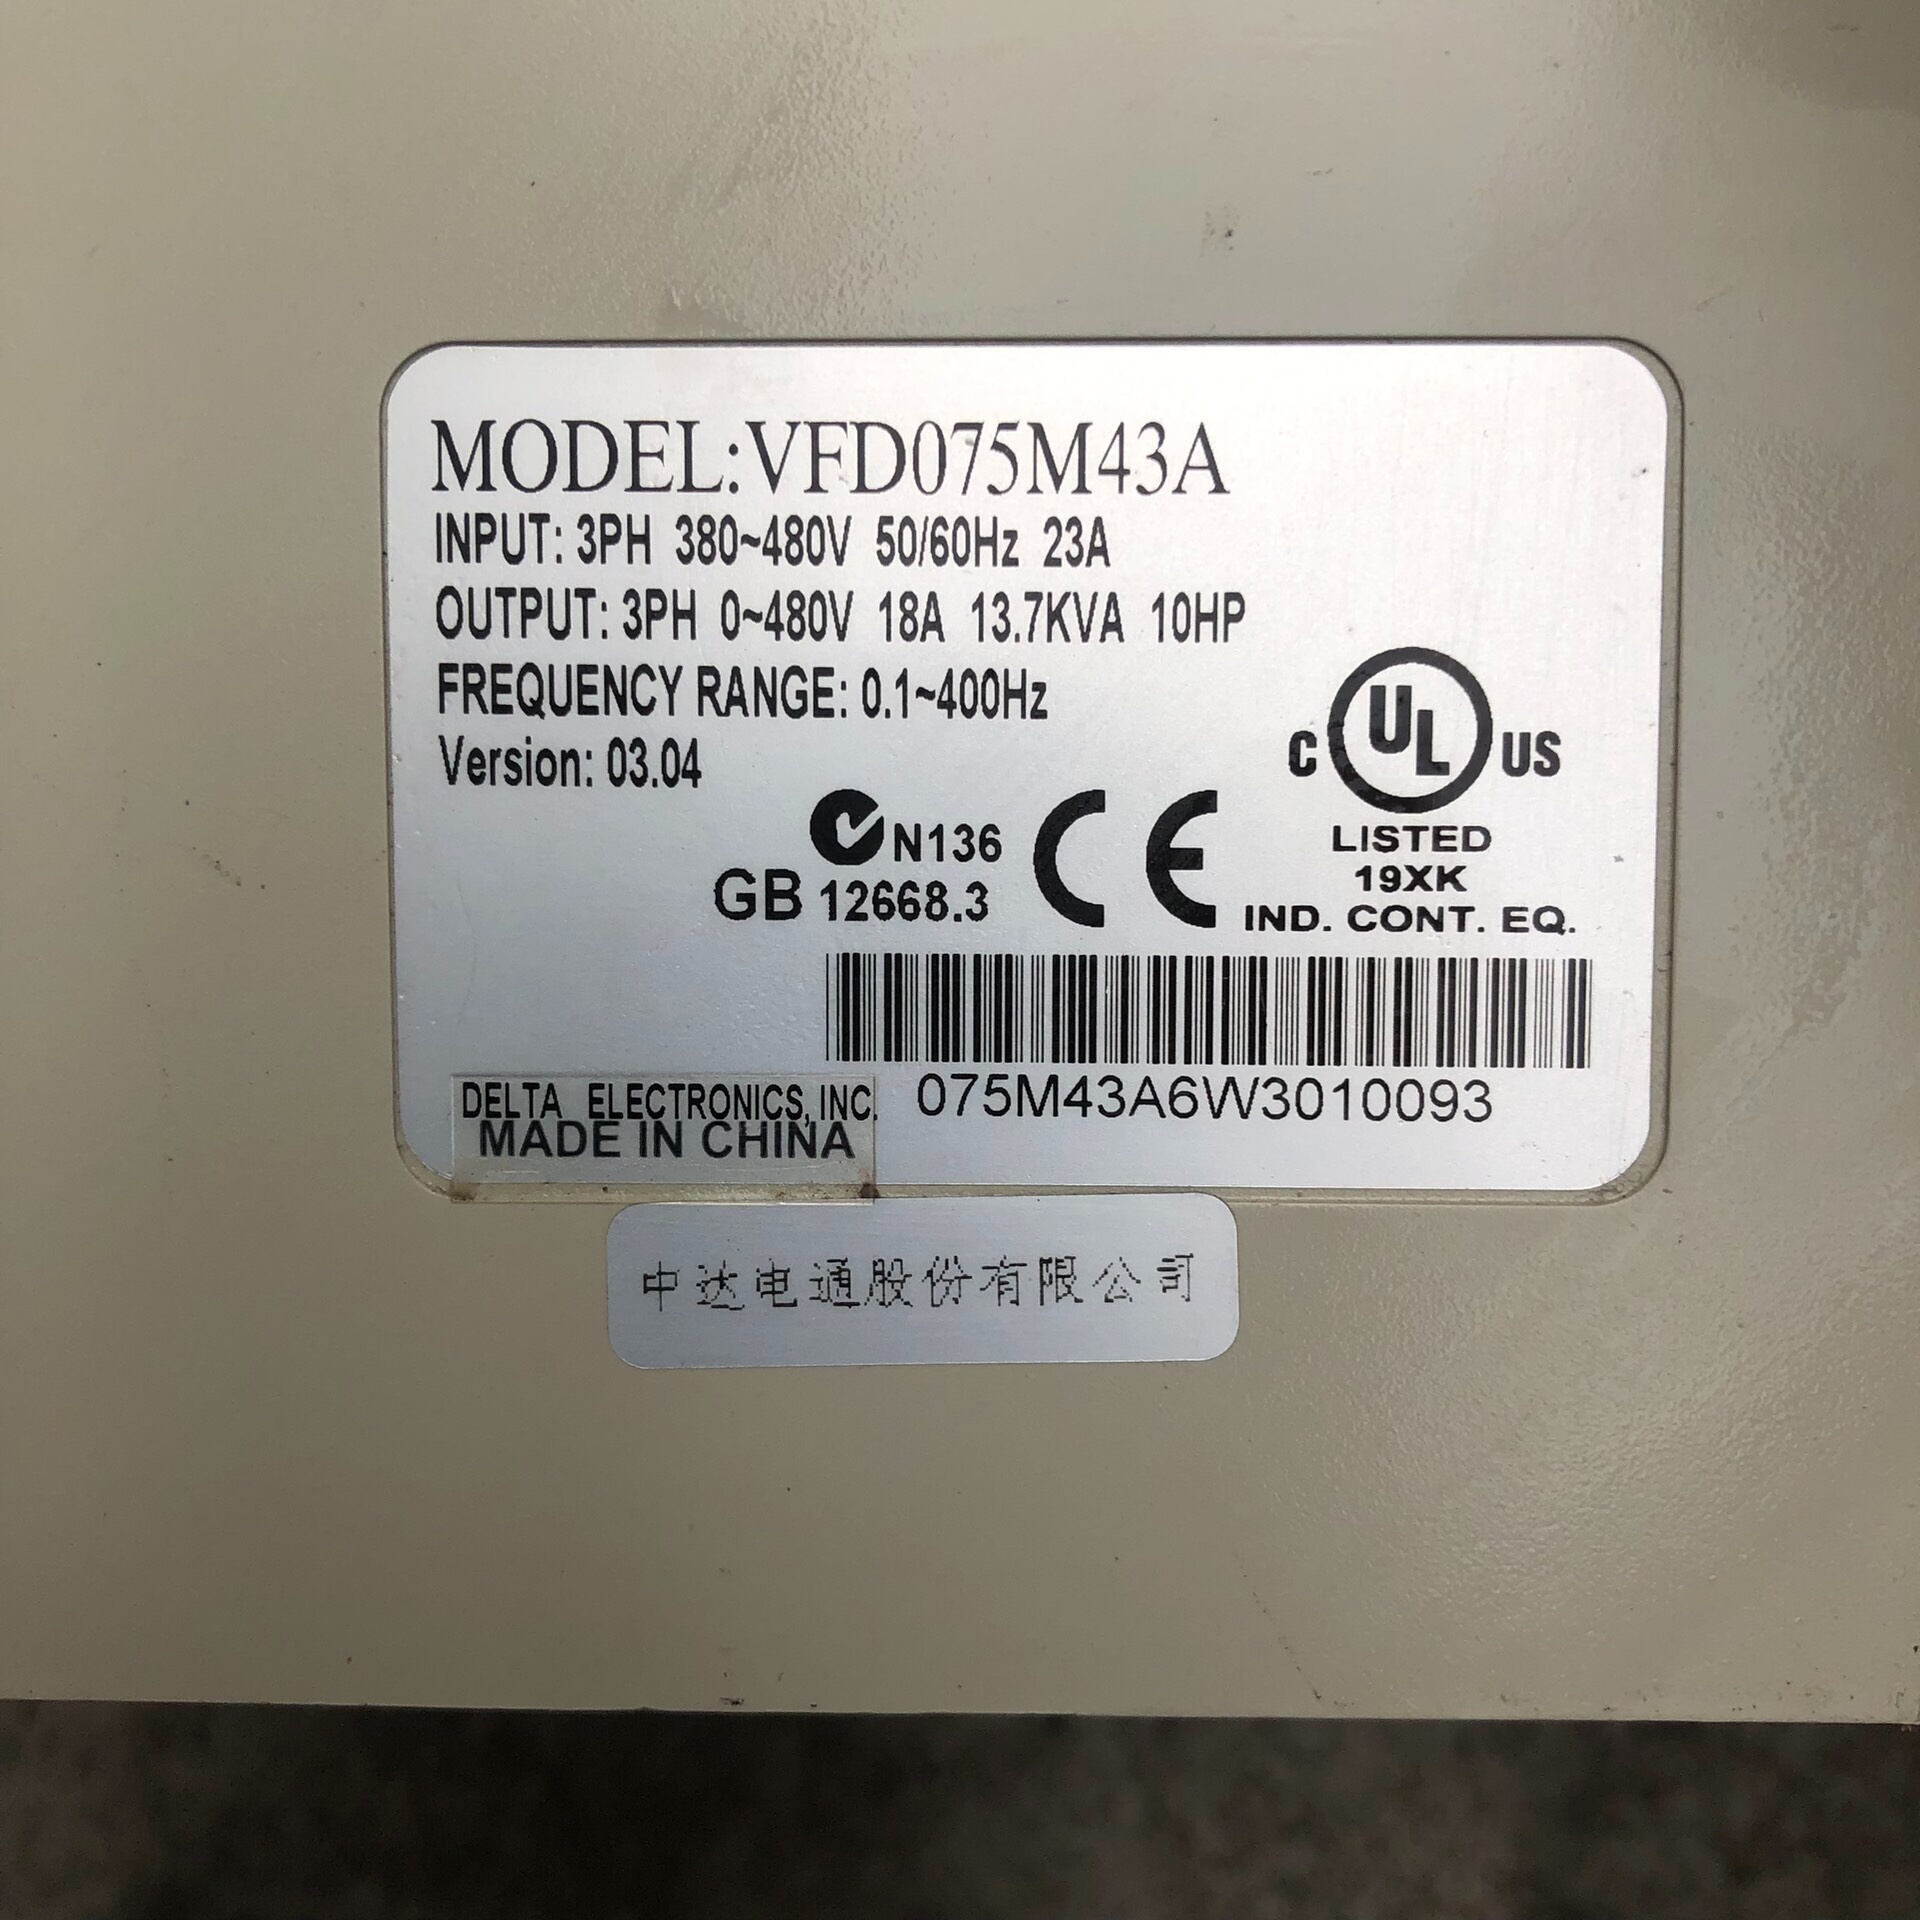 MODEL:VFD075M43A
INPUT: 3PH 380~480V 50/60Hz 23A
OUTPUT: 3PH 0~480V 18A 13.7KVA 10HP
FREQUENCY RANGE: 0.1~400Hz
Version: 03.04
C UL US
LISTED
19XK
IND. CONT. EQ.
N136
GB 12668.3
CE
075M43A6W3010093
DELTA ELECTRONICS, INC.
MADE IN CHINA
中达电通股份有限公司